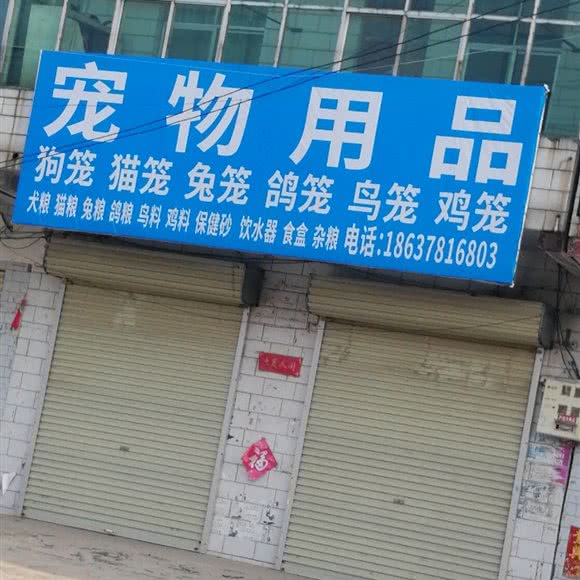 宠物用品
狗笼 猫笼 兔笼 鸽笼 鸟笼 鸡笼
犬粮 猫粮 兔粮 鸽粮 鸟料 鸡料 保健砂 饮水器 食盒 杂粮 电话:18637816803
福